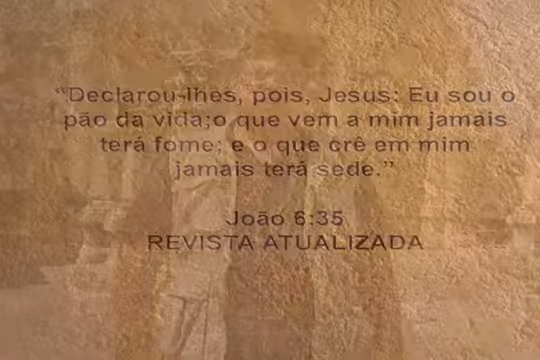 “Declarou-lhes, pois, Jesus: Eu sou o
pão da vida;o que vem a mim jamais
terá fome; e o que crê em mim
jamais terá sede.”
João 6:35
REVISTA ATUALIZADA